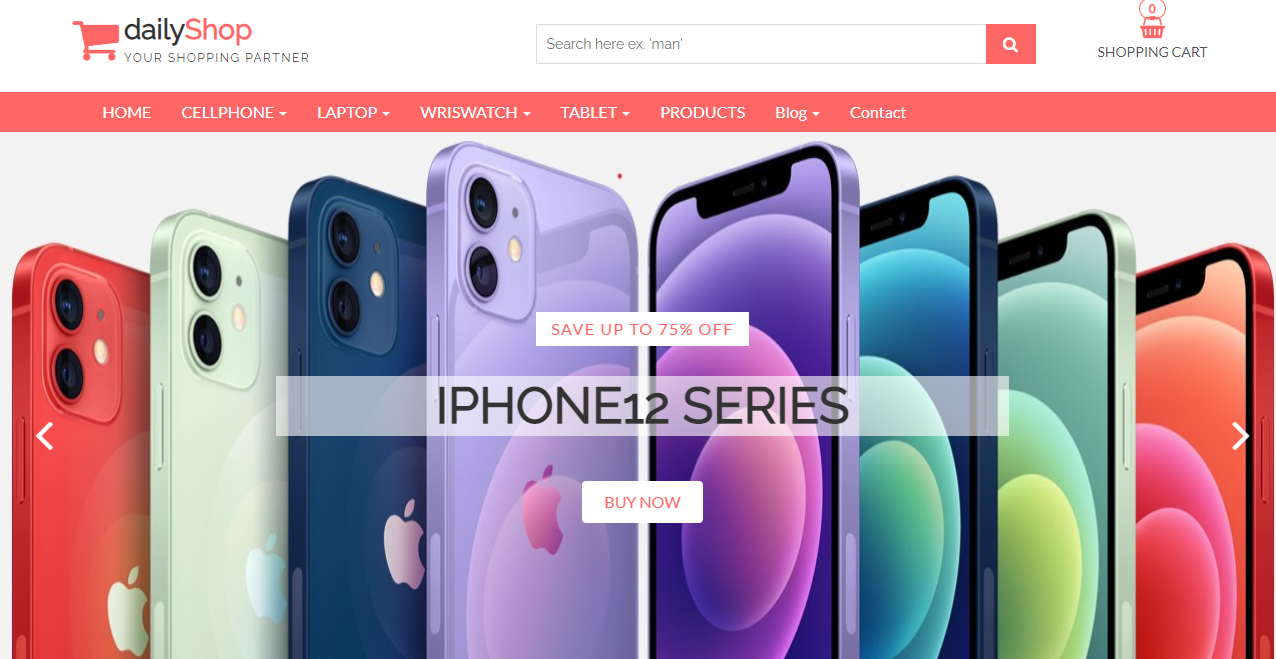 dailyShop
YOUR SHOPPING PARTNER
Search here ex. 'man'
0
SHOPPING CART
HOME CELLPHONE LAPTOP WRISWATCH TABLET PRODUCTS Blog Contact
SAVE UP TO 75% OFF
IPHONE12 SERIES
BUY NOW